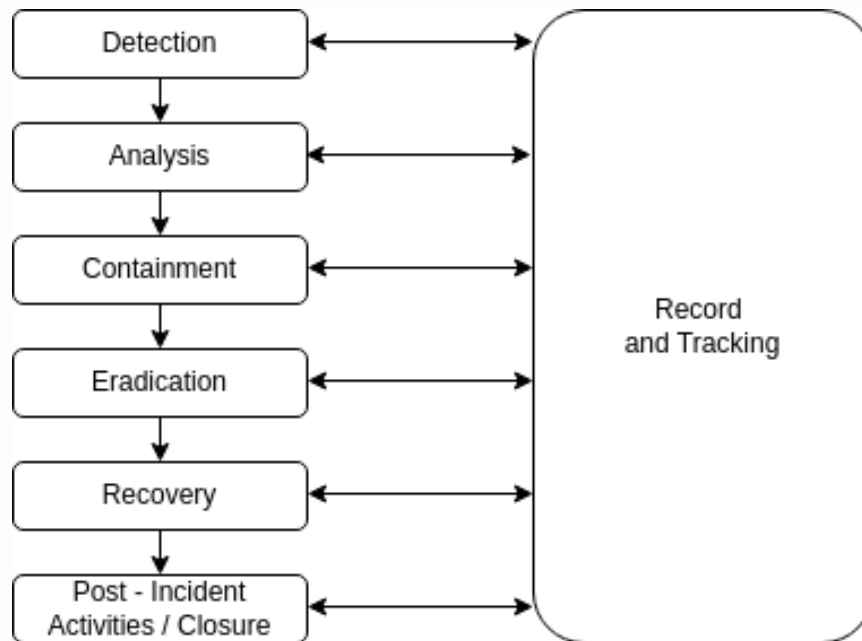 Detection
Analysis
Containment
Eradication
Recovery
Post - Incident
Activities / Closure
Record
and Tracking